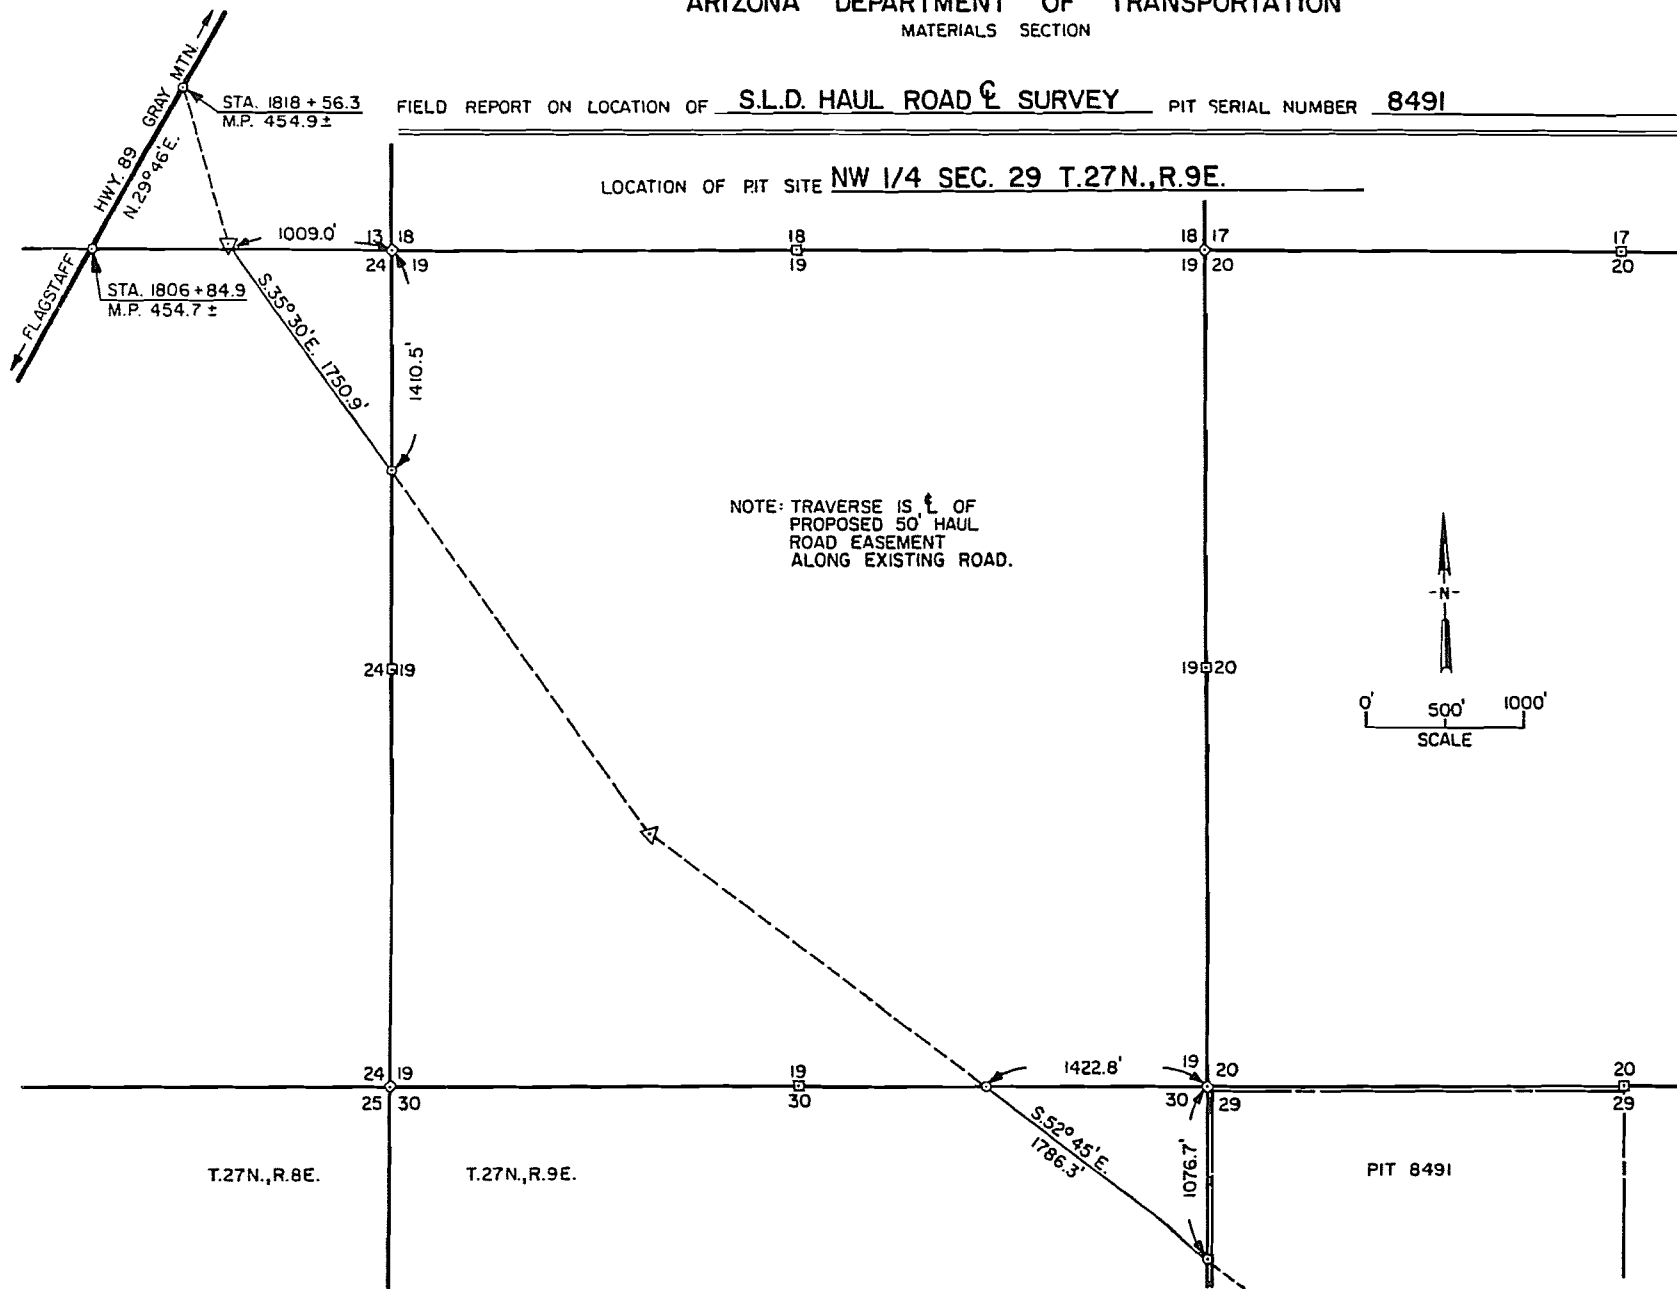 ARIZONA DEPARTMENT OF TRANSPORTATION
MATERIALS SECTION
FIELD REPORT ON LOCATION OF S.L.D. HAUL ROAD ℄ SURVEY PIT SERIAL NUMBER 8491
LOCATION OF PIT SITE NW 1/4 SEC. 29 T.27N.,R.9E.
GRAY MTN.
HWY. 89
N.29°46'E.
FLAGSTAFF
STA. 1818+56.3
M.P. 454.9±
STA. 1806+84.9
M.P. 454.7±
1009.0'
13 18
24 19
18
19
18 17
19 20
17
20
S.35°30'E. 1750.9'
1410.5'
NOTE: TRAVERSE IS ℄ OF
PROPOSED 50' HAUL
ROAD EASEMENT
ALONG EXISTING ROAD.
-N-
0' 500' 1000'
SCALE
24 19
19 20
24 19
25 30
19
30
1422.8'
19 20
30 29
20
29
S.52°45'E.
1786.3'
1076.7'
T.27N.,R.8E.
T.27N.,R.9E.
PIT 8491